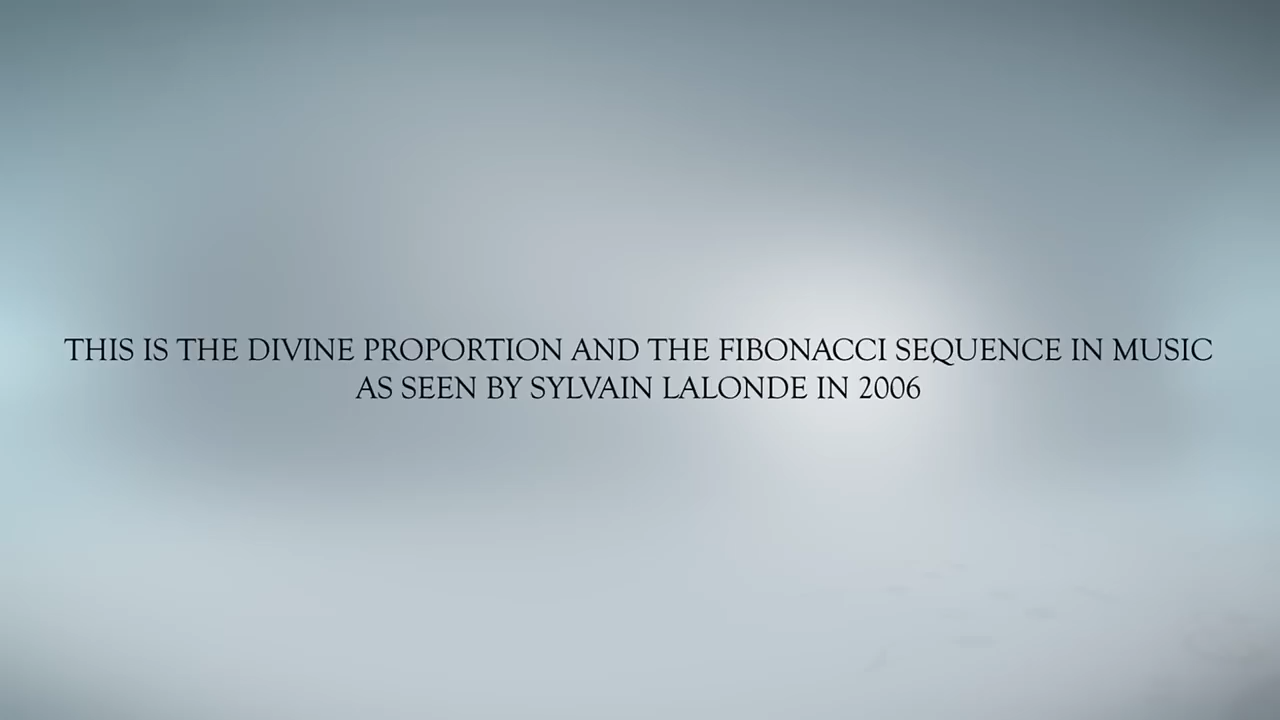 THIS IS THE DIVINE PROPORTION AND THE FIBONACCI SEQUENCE IN MUSIC
AS SEEN BY SYLVAIN LALONDE IN 2006